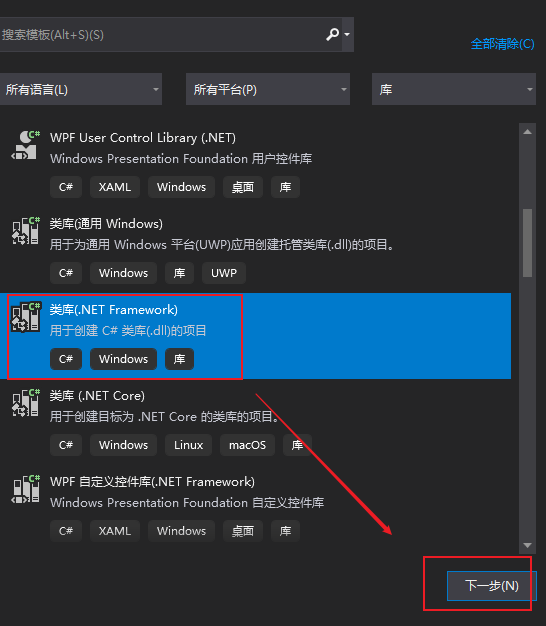 搜索模板(Alt+S)(S)
全部清除(C)
所有语言(L) 所有平台(P) 库
WPF User Control Library (.NET)
Windows Presentation Foundation 用户控件库
C# XAML Windows 桌面 库
类库(通用 Windows)
用于为通用 Windows 平台(UWP)应用创建托管类库(.dll)的项目。
C# Windows 库 UWP
类库(.NET Framework)
用于创建 C# 类库(.dll)的项目
C# Windows 库
类库 (.NET Core)
用于创建目标为 .NET Core 的类库的项目。
C# Windows Linux macOS 库
WPF 自定义控件库(.NET Framework)
Windows Presentation Foundation 自定义控件库
C# XAML Windows 桌面 库
下一步(N)